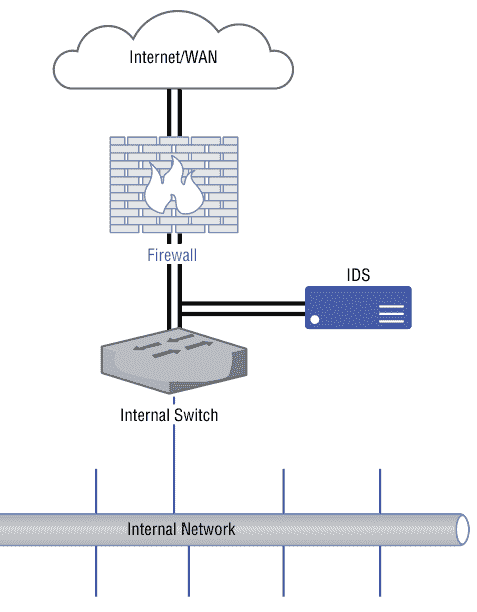 Internet/WAN
Firewall
IDS
Internal Switch
Internal Network